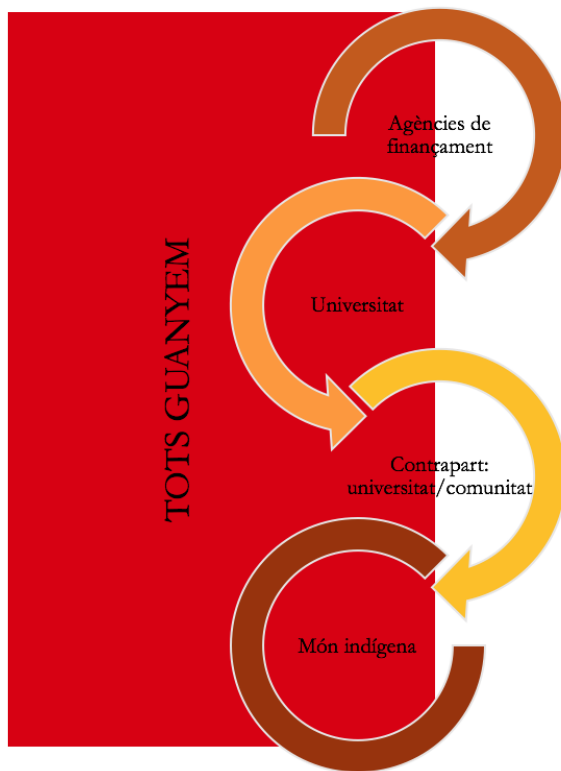 TOTS GUANYEM
Agències de
finançament
Universitat
Contrapart:
universitat/comunitat
Món indígena